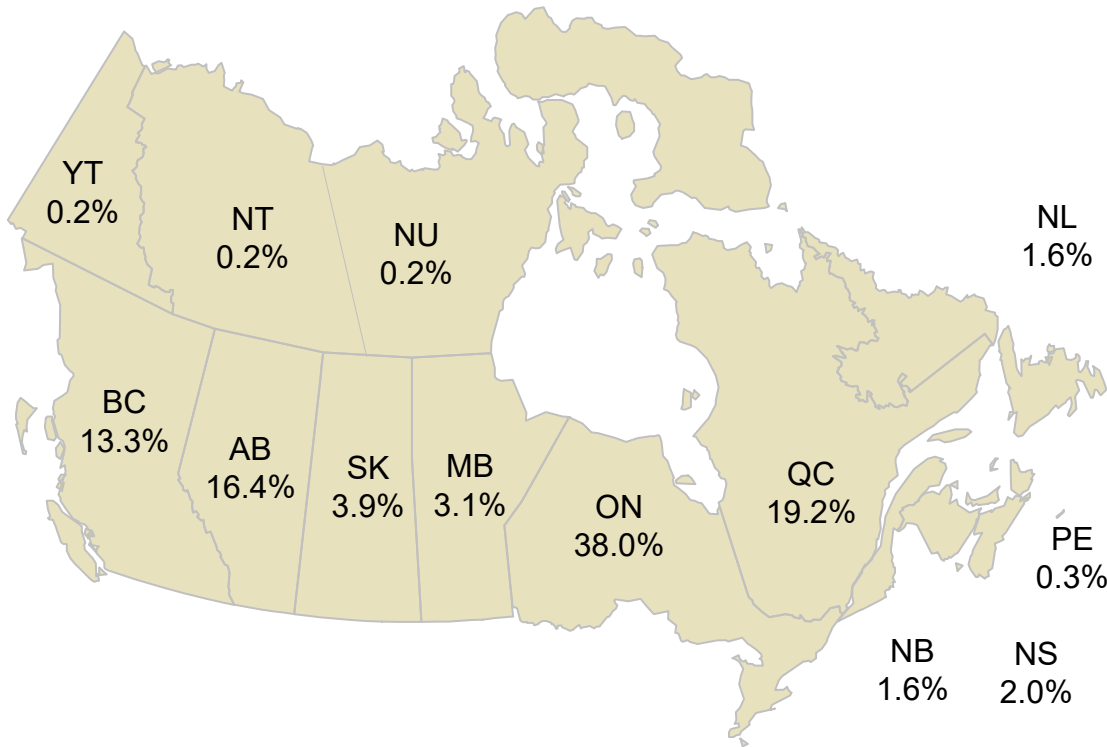 YT
0.2%
NT
0.2%
NU
0.2%
NL
1.6%
BC
13.3%
AB
16.4%
SK
3.9%
MB
3.1%
ON
38.0%
QC
19.2%
PE
0.3%
NB
1.6%
NS
2.0%